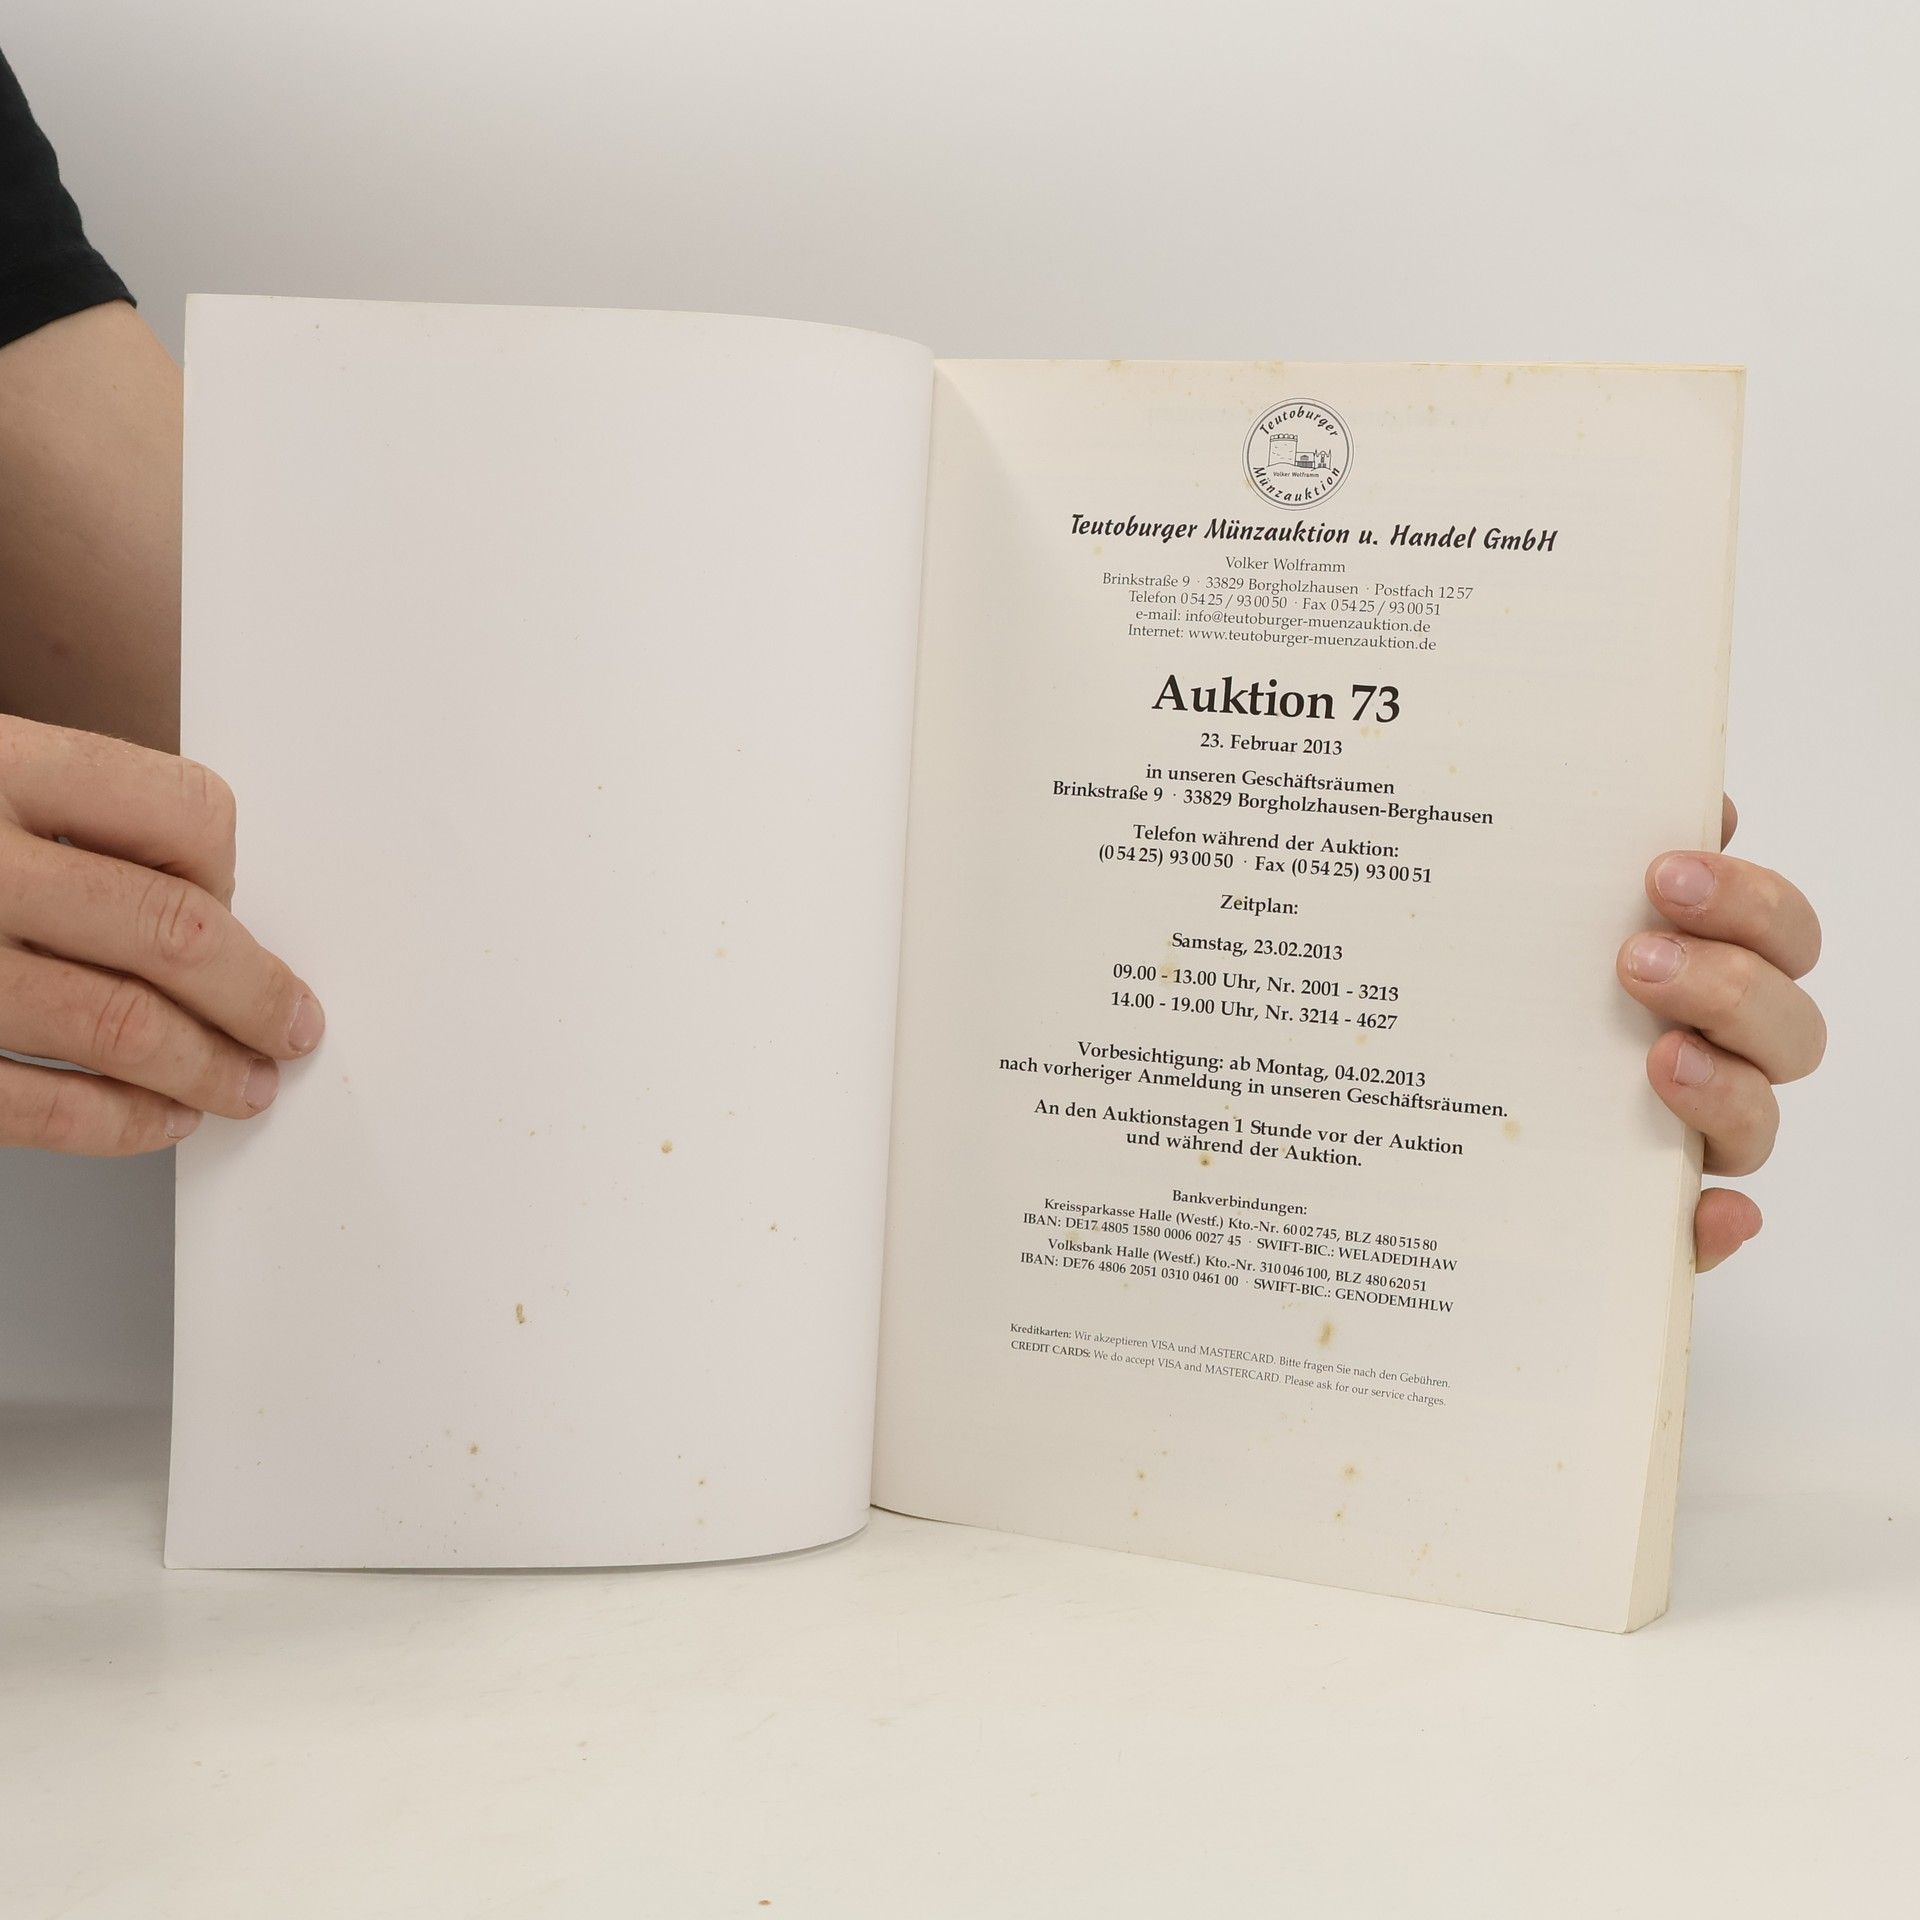 Teutoburger
Volker Wolframm
Münzauktion
Teutoburger Münzauktion u. Handel GmbH
Volker Wolframm
Brinkstraße 9 · 33829 Borgholzhausen · Postfach 12 57
Telefon 0 54 25 / 93 00 50 · Fax 0 54 25 / 93 00 51
e-mail: info@teutoburger-muenzauktion.de
Internet: www.teutoburger-muenzauktion.de
Auktion 73
23. Februar 2013
in unseren Geschäftsräumen
Brinkstraße 9 · 33829 Borgholzhausen-Berghausen
Telefon während der Auktion:
(0 54 25) 93 00 50 · Fax (0 54 25) 93 00 51
Zeitplan:
Samstag, 23.02.2013
09.00 - 13.00 Uhr, Nr. 2001 - 3213
14.00 - 19.00 Uhr, Nr. 3214 - 4627
Vorbesichtigung: ab Montag, 04.02.2013
nach vorheriger Anmeldung in unseren Geschäftsräumen.
An den Auktionstagen 1 Stunde vor der Auktion
und während der Auktion.
Bankverbindungen:
Kreissparkasse Halle (Westf.) Kto.-Nr. 60 02 745, BLZ 480 515 80
IBAN: DE17 4805 1580 0006 0027 45 · SWIFT-BIC.: WELADED1HAW
Volksbank Halle (Westf.) Kto.-Nr. 310 046 100, BLZ 480 620 51
IBAN: DE76 4806 2051 0310 0461 00 · SWIFT-BIC.: GENODEM1HLW
Kreditkarten: Wir akzeptieren VISA und MASTERCARD. Bitte fragen Sie nach den Gebühren.
CREDIT CARDS: We do accept VISA and MASTERCARD. Please ask for our service charges.